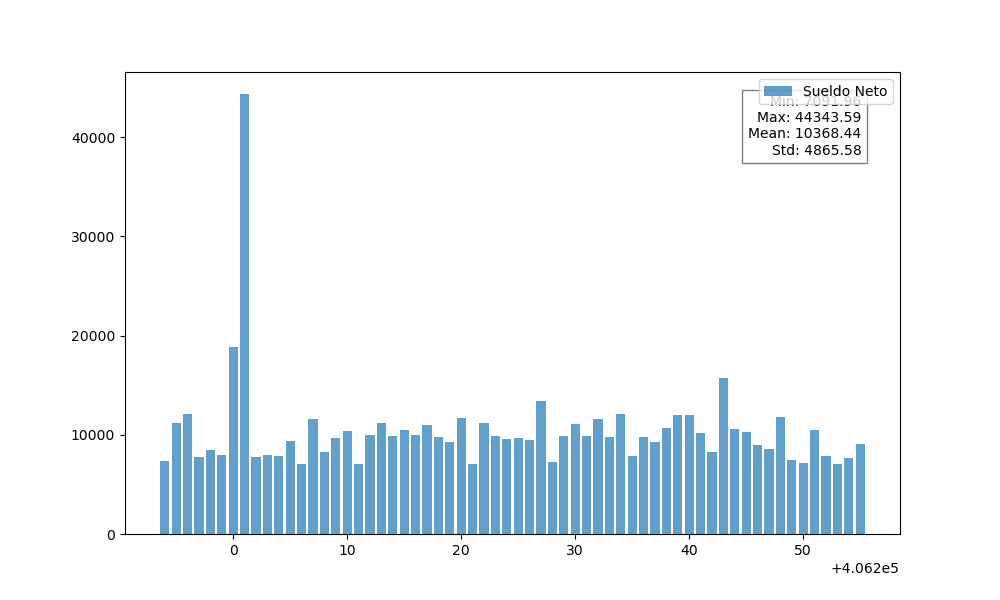 Sueldo Neto
Min: 7091.96
Max: 44343.59
Mean: 10368.44
Std: 4865.58
40000
30000
20000
10000
0
0 10 20 30 40 50
+4.062e5